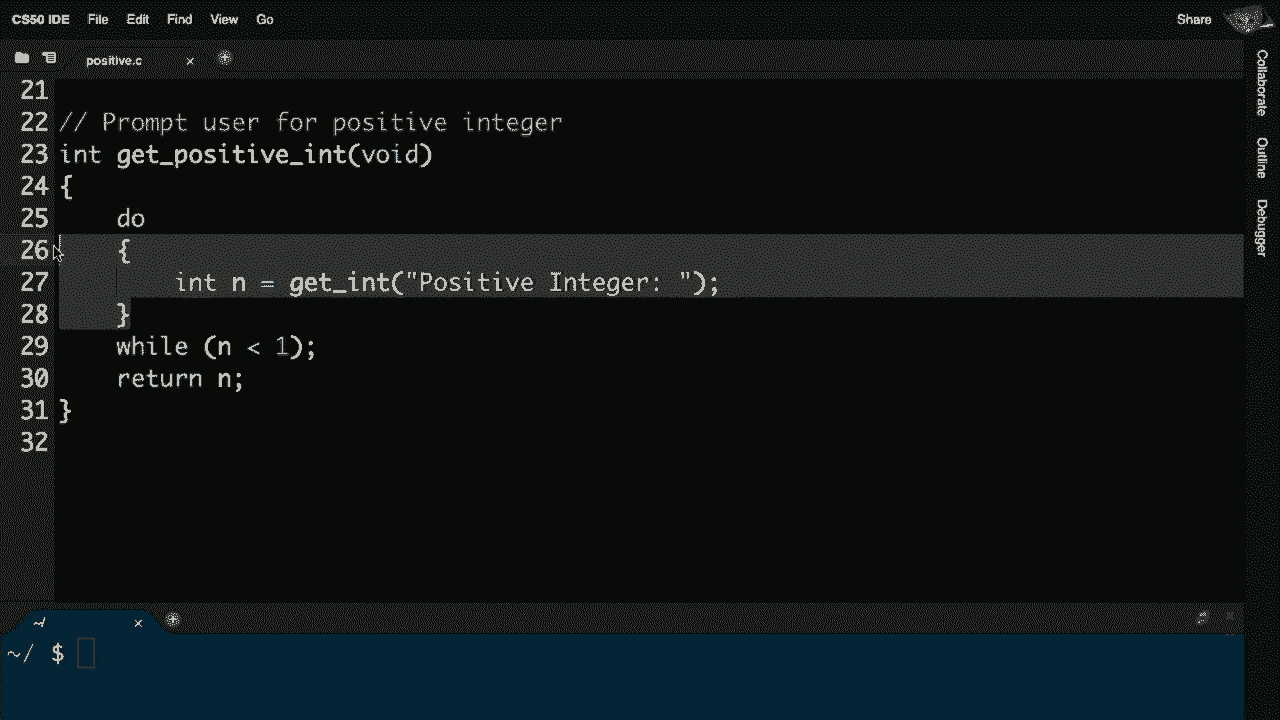 CS50 IDE File Edit Find View Go Share
positive.c
21
22 // Prompt user for positive integer
23 int get_positive_int(void)
24 {
25 do
26 {
27 int n = get_int("Positive Integer: ");
28 }
29 while (n < 1);
30 return n;
31 }
32
Collaborate
Outline
Debugger
~/
~/ $